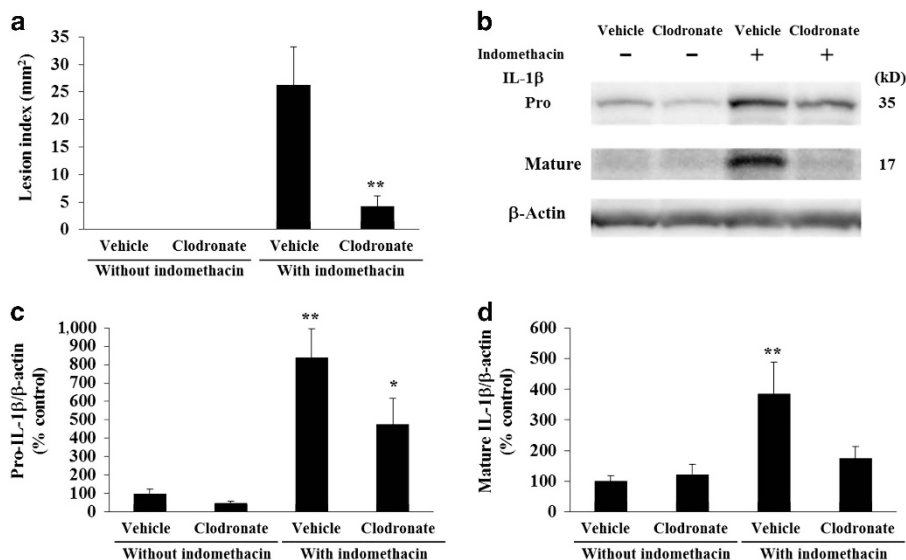 a
Lesion index (mm²)
35
30
25
20
15
10
5
0
**
Vehicle Clodronate Vehicle Clodronate
Without indomethacin With indomethacin
b
Vehicle Clodronate Vehicle Clodronate
Indomethacin − − + +
IL-1β (kD)
Pro 35
Mature 17
β-Actin
c
Pro-IL-1β/β-actin
(% control)
1,000
900
800
700
600
500
400
300
200
100
0
** *
Vehicle Clodronate Vehicle Clodronate
Without indomethacin With indomethacin
d
Mature IL-1β/β-actin
(% control)
600
500
400
300
200
100
0
**
Vehicle Clodronate Vehicle Clodronate
Without indomethacin With indomethacin